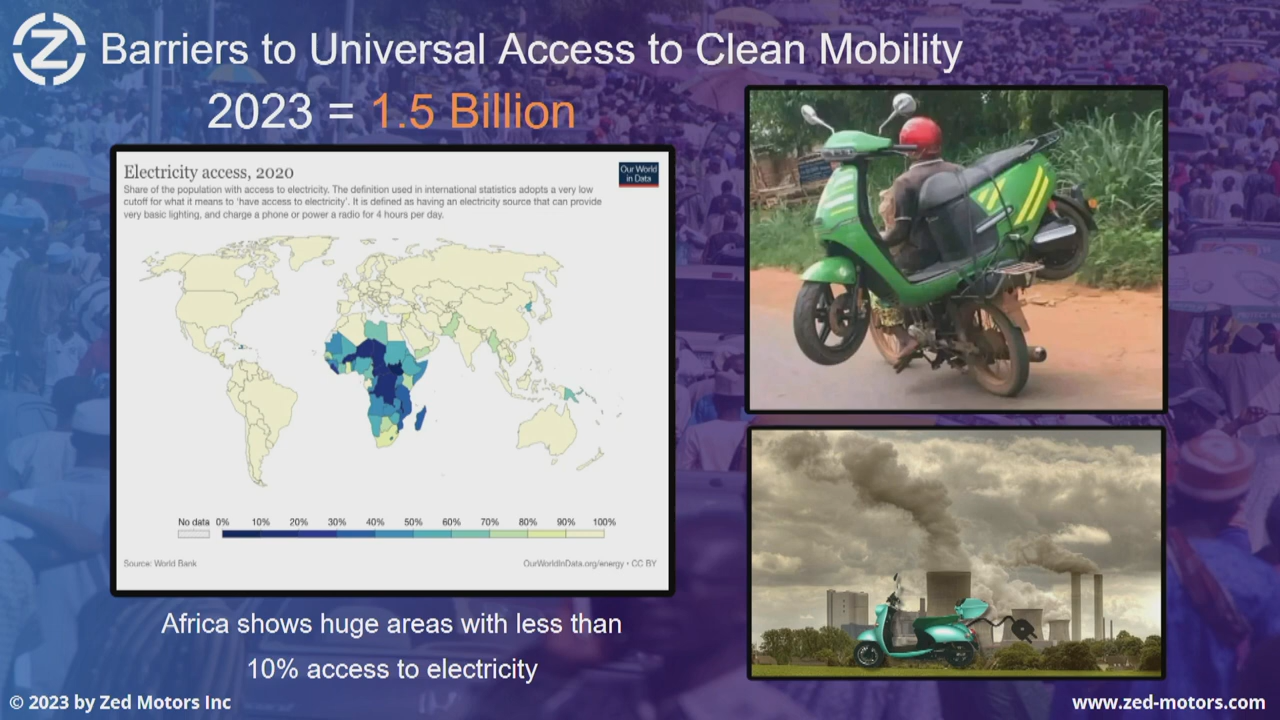 Z
Barriers to Universal Access to Clean Mobility
2023 = 1.5 Billion
Electricity access, 2020
Our World
in Data
Share of the population with access to electricity. The definition used in international statistics adopts a very low
cutoff for what it means to 'have access to electricity'. It is defined as having an electricity source that can provide
very basic lighting, and charge a phone or power a radio for 4 hours per day.
No data 0% 10% 20% 30% 40% 50% 60% 70% 80% 90% 100%
Source: World Bank
OurWorldInData.org/energy • CC BY
Africa shows huge areas with less than
10% access to electricity
© 2023 by Zed Motors Inc
www.zed-motors.com